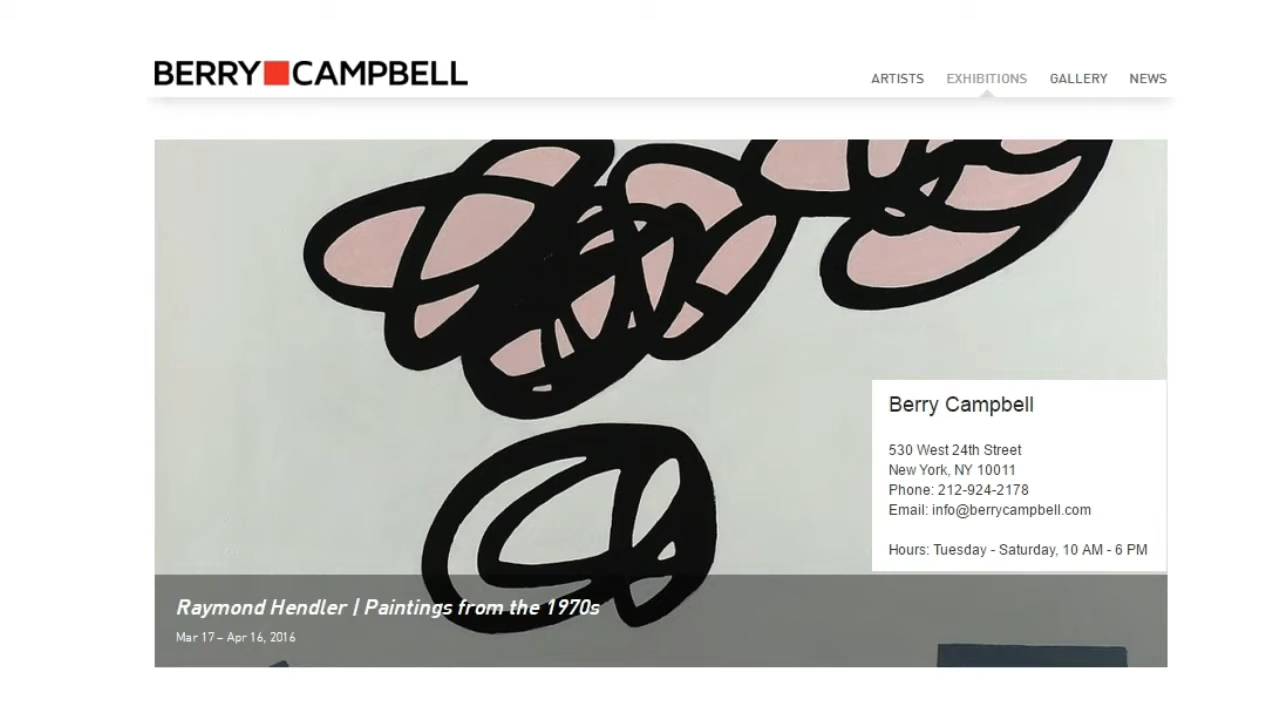 BERRY CAMPBELL
ARTISTS EXHIBITIONS GALLERY NEWS
Berry Campbell
530 West 24th Street
New York, NY 10011
Phone: 212-924-2178
Email: info@berrycampbell.com
Hours: Tuesday - Saturday, 10 AM - 6 PM
Raymond Hendler | Paintings from the 1970s
Mar 17 – Apr 16, 2016